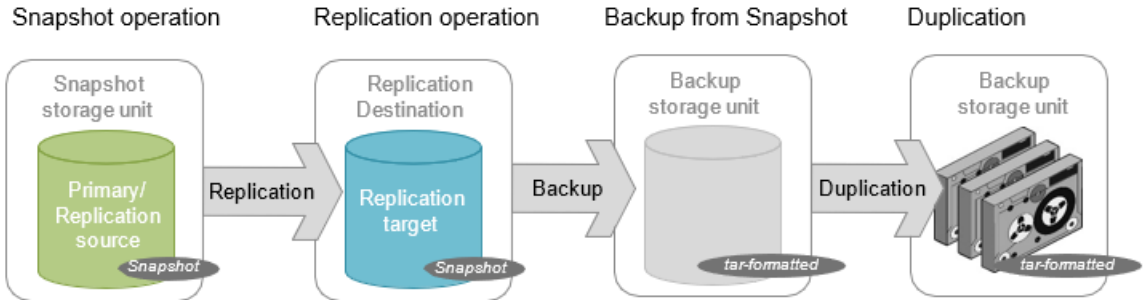 Snapshot operation
Replication operation
Backup from Snapshot
Duplication
Snapshot
storage unit
Primary/
Replication
source
Snapshot
Replication
Replication
Destination
Replication
target
Snapshot
Backup
Backup
storage unit
tar-formatted
Duplication
Backup
storage unit
tar-formatted